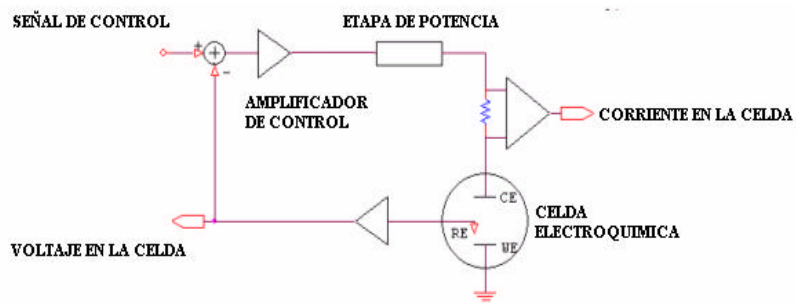 SEÑAL DE CONTROL
ETAPA DE POTENCIA
+
+
-
AMPLIFICADOR
DE CONTROL
CORRIENTE EN LA CELDA
CE
RE
WE
CELDA
ELECTROQUIMICA
VOLTAJE EN LA CELDA